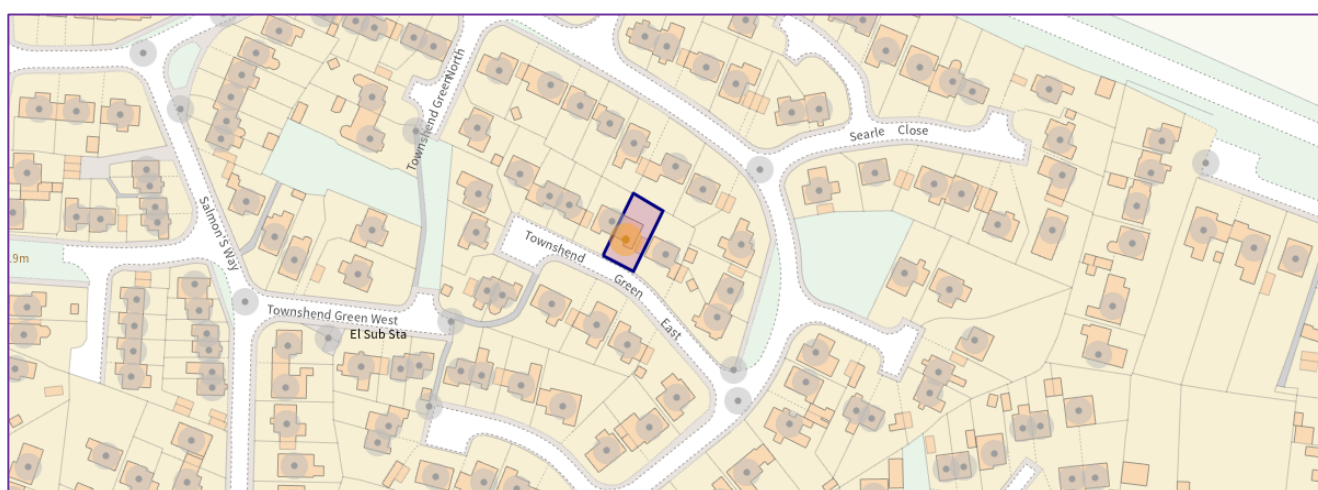 Townshend Green North
Searle Close
Salmon'S Way
.9m
Townshend Green East
Townshend Green West
El Sub Sta